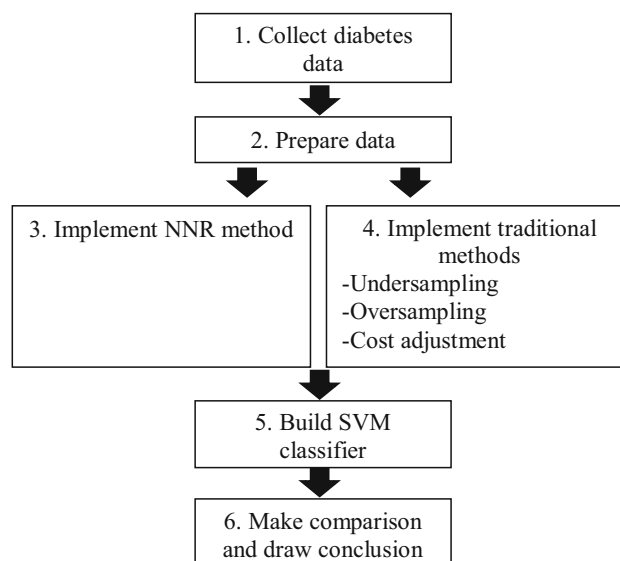 1. Collect diabetes
data
2. Prepare data
3. Implement NNR method
4. Implement traditional
methods
-Undersampling
-Oversampling
-Cost adjustment
5. Build SVM
classifier
6. Make comparison
and draw conclusion